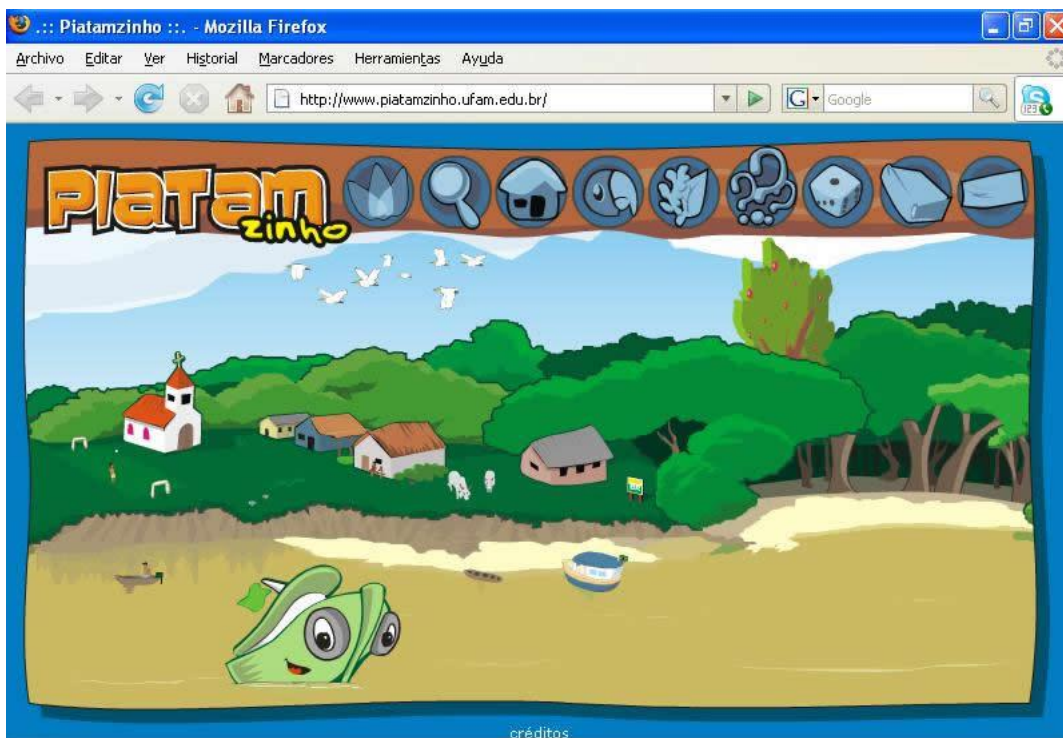 .:: Piatamzinho ::. - Mozilla Firefox
Archivo Editar Ver Historial Marcadores Herramientas Ayuda
http://www.piatamzinho.ufam.edu.br/ G Google
123
PIATAM
zinho
créditos